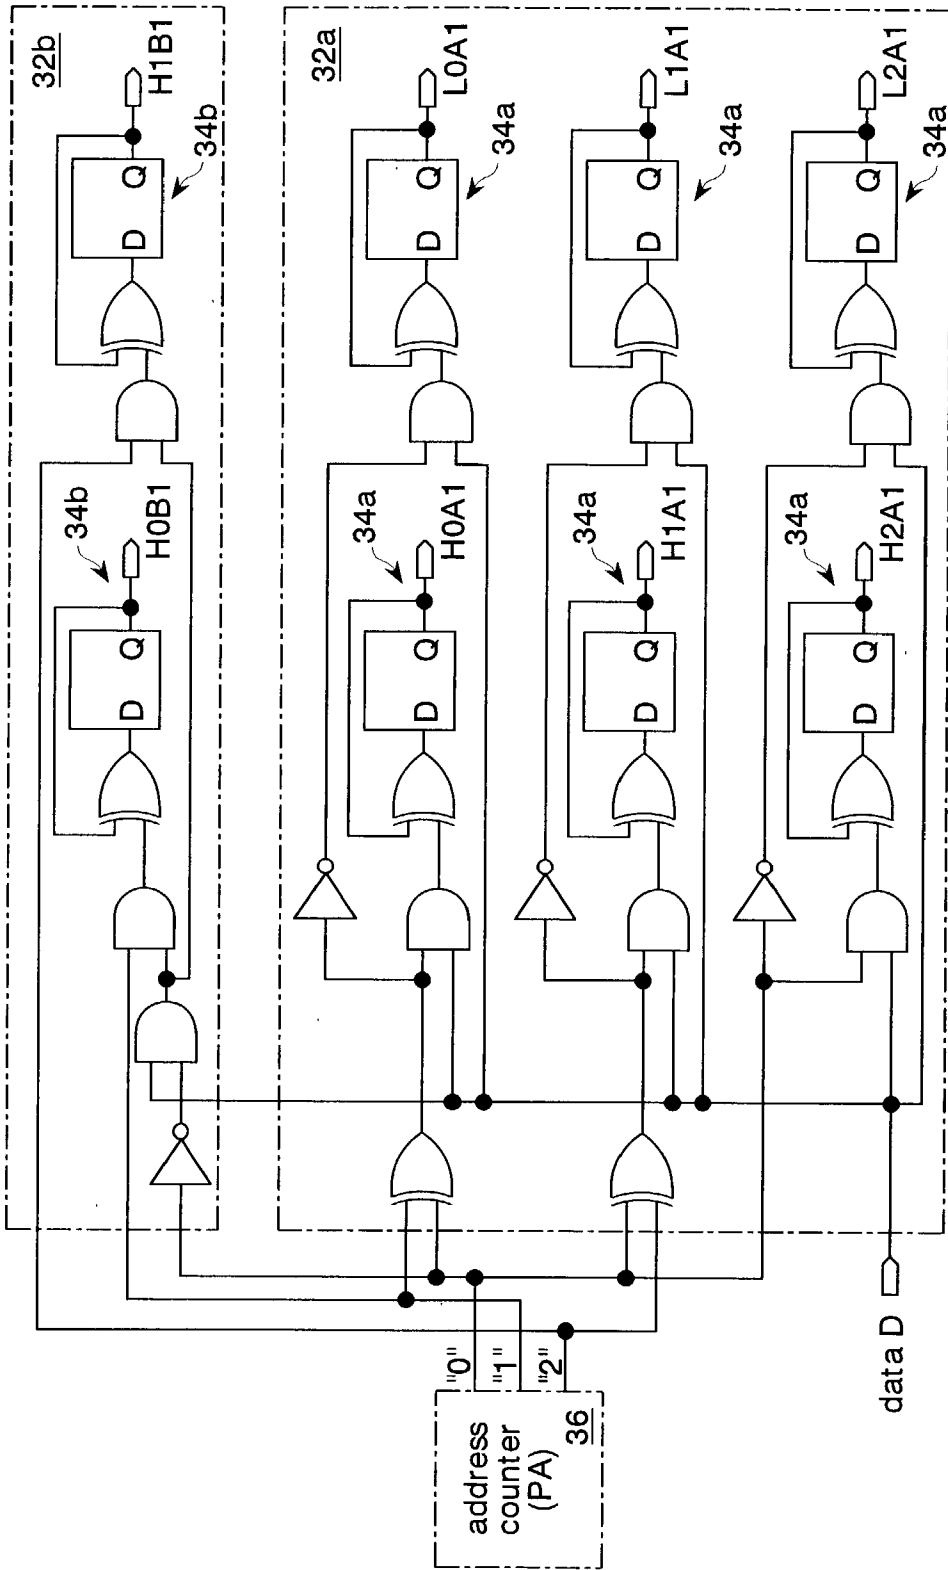 32b
H1B1
34b
Q
D
34b
H0B1
Q
D
32a
L0A1
34a
Q
D
34a
H0A1
Q
D
L1A1
34a
Q
D
34a
H1A1
Q
D
L2A1
34a
Q
D
34a
H2A1
Q
D
"0"
"1"
"2"
address
counter
(PA)
36
data D